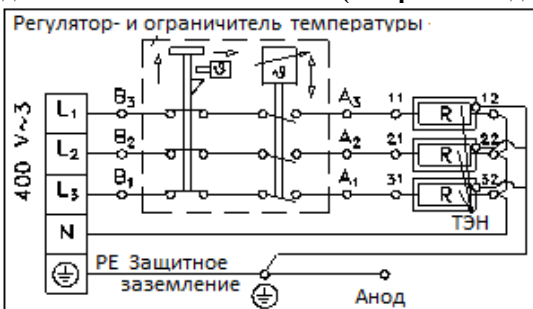 Регулятор- и ограничитель температуры
400 V~3
L1 B3 ϑ ϑ A3 11 R 12
L2 B2 A2 21 R 22
L3 B1 A1 31 R 32
N ТЭН
PE Защитное
заземление
Анод